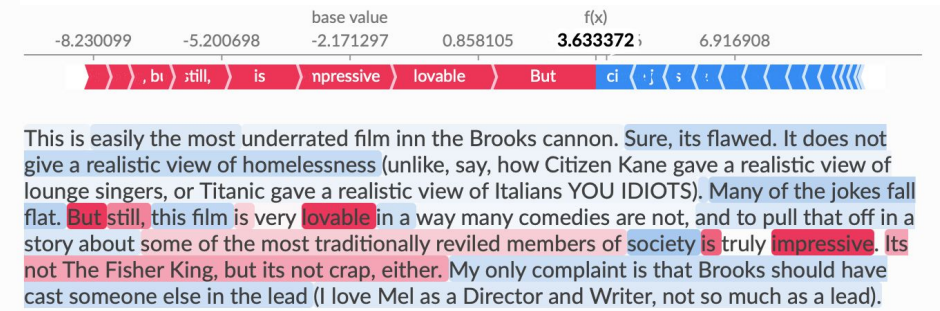 base value f(x)
-8.230099 -5.200698 -2.171297 0.858105 3.633372 6.916908
, bu still, is npressive lovable But ci s
This is easily the most underrated film inn the Brooks cannon. Sure, its flawed. It does not
give a realistic view of homelessness (unlike, say, how Citizen Kane gave a realistic view of
lounge singers, or Titanic gave a realistic view of Italians YOU IDIOTS). Many of the jokes fall
flat. But still, this film is very lovable in a way many comedies are not, and to pull that off in a
story about some of the most traditionally reviled members of society is truly impressive. Its
not The Fisher King, but its not crap, either. My only complaint is that Brooks should have
cast someone else in the lead (I love Mel as a Director and Writer, not so much as a lead).